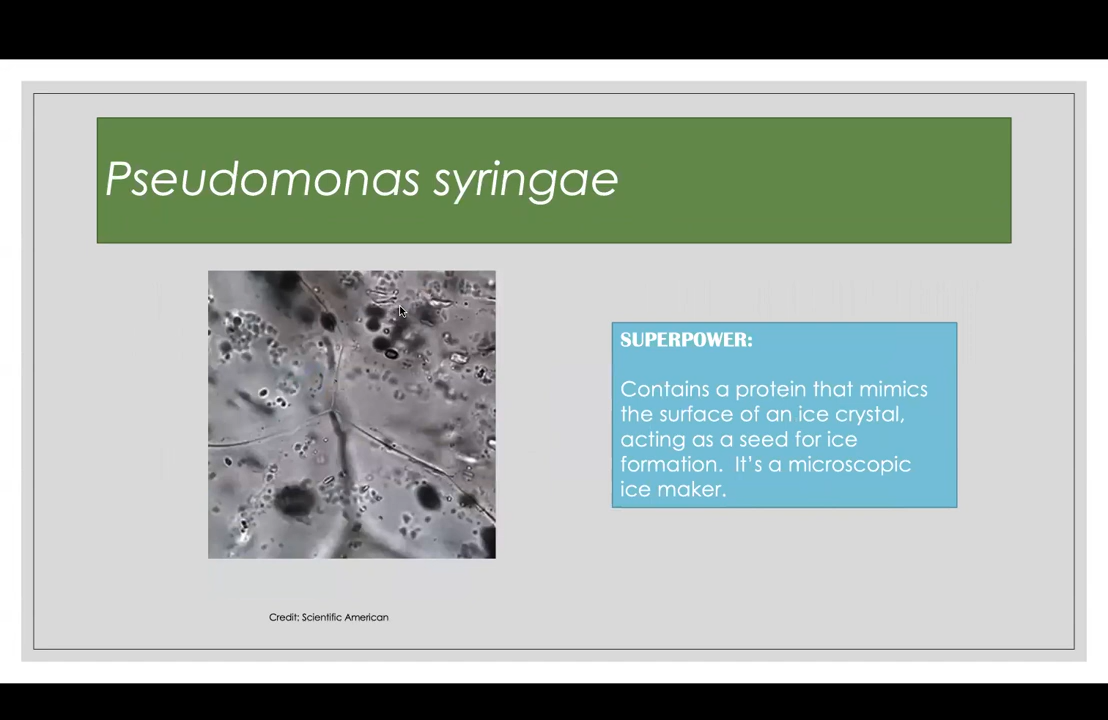 Pseudomonas syringae
SUPERPOWER:
Contains a protein that mimics
the surface of an ice crystal,
acting as a seed for ice
formation.  It's a microscopic
ice maker.
Credit: Scientific American